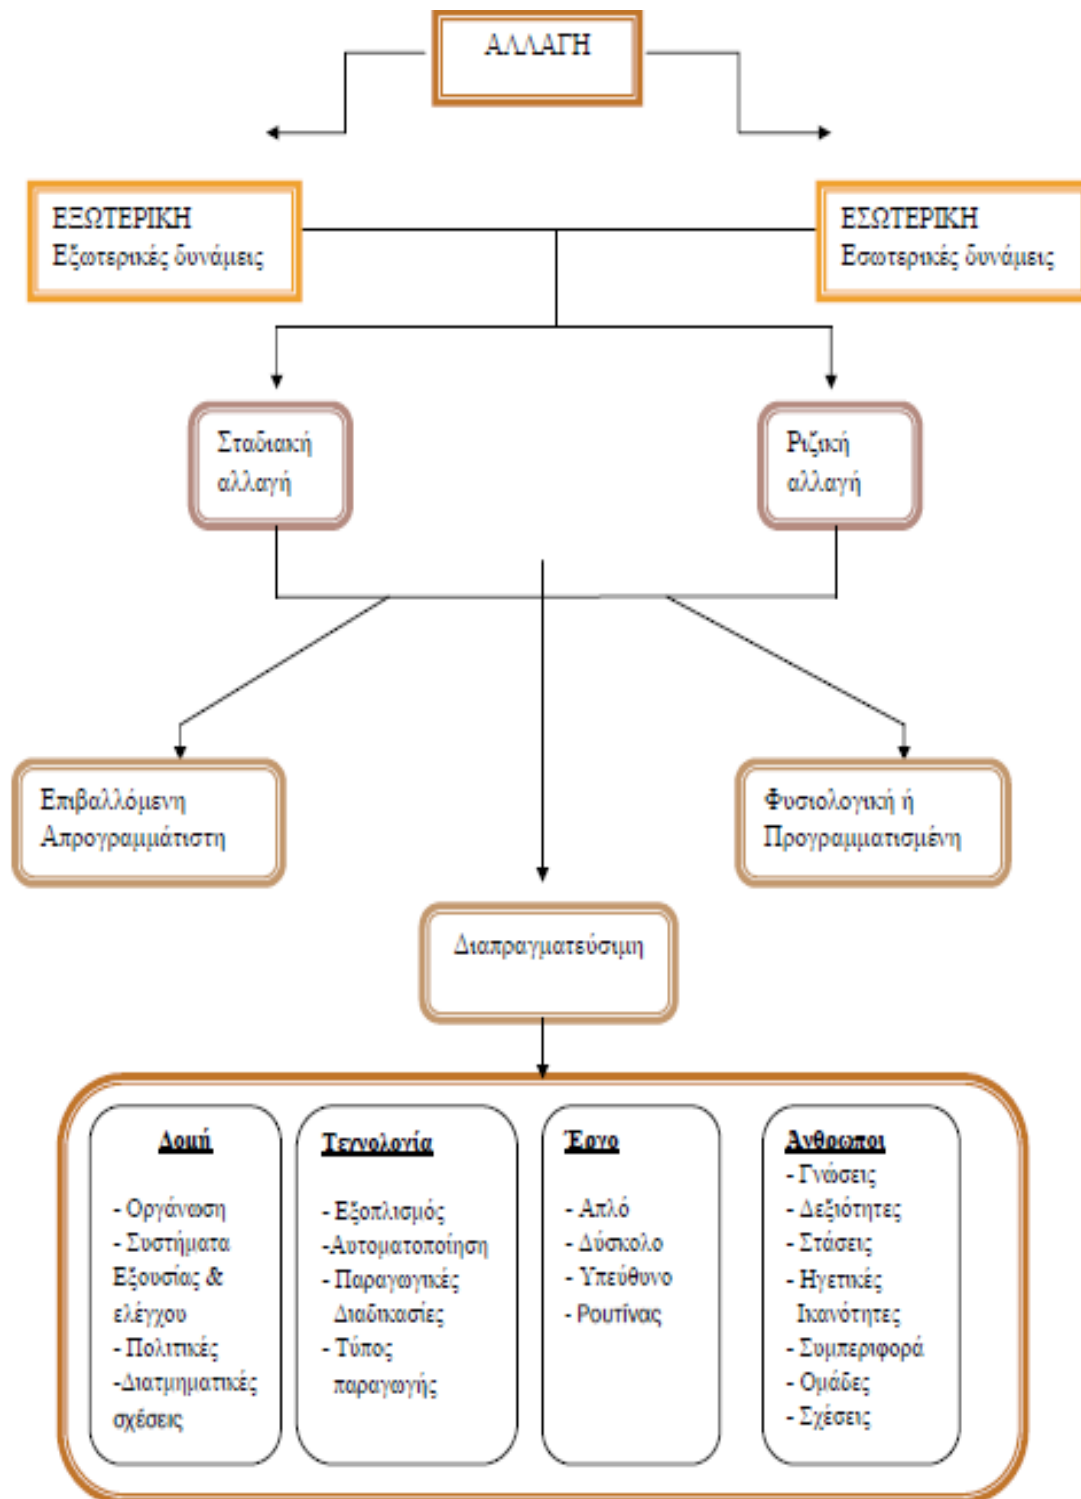 ΑΛΛΑΓΗ
ΕΞΩΤΕΡΙΚΗ
Εξωτερικές δυνάμεις
ΕΣΩΤΕΡΙΚΗ
Εσωτερικές δυνάμεις
Σταδιακή
αλλαγή
Ριζική
αλλαγή
Επιβαλλόμενη
Απρογραμμάτιστη
Φυσιολογική ή
Προγραμματισμένη
Διαπραγματεύσιμη
Δομή
- Οργάνωση
- Συστήματα
Εξουσίας &
ελέγχου
- Πολιτικές
-Διατμηματικές
σχέσεις
Τεχνολογία
- Εξοπλισμός
-Αυτοματοποίηση
- Παραγωγικές
Διαδικασίες
- Τύπος
παραγωγής
Έργο
- Απλό
- Δύσκολο
- Υπεύθυνο
- Ρουτίνας
Άνθρωποι
- Γνώσεις
- Δεξιότητες
- Στάσεις
- Ηγετικές
Ικανότητες
- Συμπεριφορά
- Ομάδες
- Σχέσεις